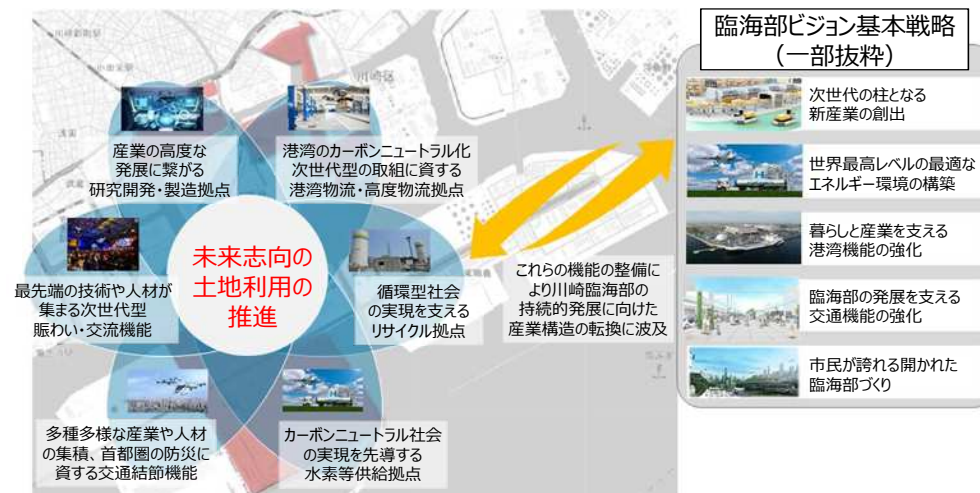 臨海部ビジョン基本戦略
（一部抜粋）
次世代の柱となる
新産業の創出
世界最高レベルの最適な
エネルギー環境の構築
暮らしと産業を支える
港湾機能の強化
臨海部の発展を支える
交通機能の強化
市民が誇れる開かれた
臨海部づくり
産業の高度な
発展に繋がる
研究開発・製造拠点
港湾のカーボンニュートラル化
次世代型の取組に資する
港湾物流・高度物流拠点
未来志向の
土地利用の
推進
最先端の技術や人材が
集まる次世代型
賑わい・交流機能
循環型社会
の実現を支える
リサイクル拠点
これらの機能の整備に
より川崎臨海部の
持続的発展に向けた
産業構造の転換に波及
多種多様な産業や人材
の集積、首都圏の防災に
資する交通結節機能
カーボンニュートラル社会
の実現を先導する
水素等供給拠点
川崎区